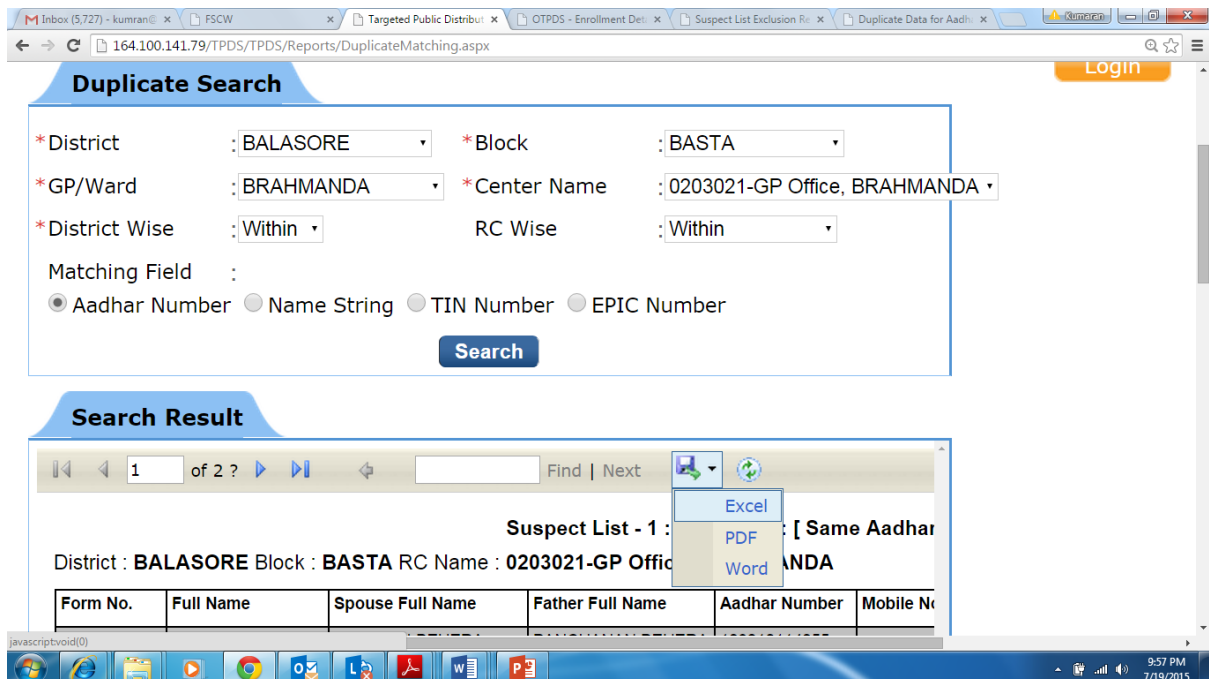 Inbox (5,727) - kumran@ FSCW Targeted Public Distribut OTPDS - Enrollment Deta Suspect List Exclusion Re Duplicate Data for Aadh Kumaran
164.100.141.79/TPDS/TPDS/Reports/DuplicateMatching.aspx
Login
Duplicate Search
*District : BALASORE *Block : BASTA
*GP/Ward : BRAHMANDA *Center Name : 0203021-GP Office, BRAHMANDA
*District Wise : Within RC Wise : Within
Matching Field :
Aadhar Number Name String TIN Number EPIC Number
Search
Search Result
1 of 2 ? Find | Next
Excel
PDF
Word
Suspect List - 1 : : [ Same Aadhar
District : BALASORE Block : BASTA RC Name : 0203021-GP Offic NDA
Form No. Full Name Spouse Full Name Father Full Name Aadhar Number Mobile No
javascript:void(0)
9:57 PM
7/19/2015